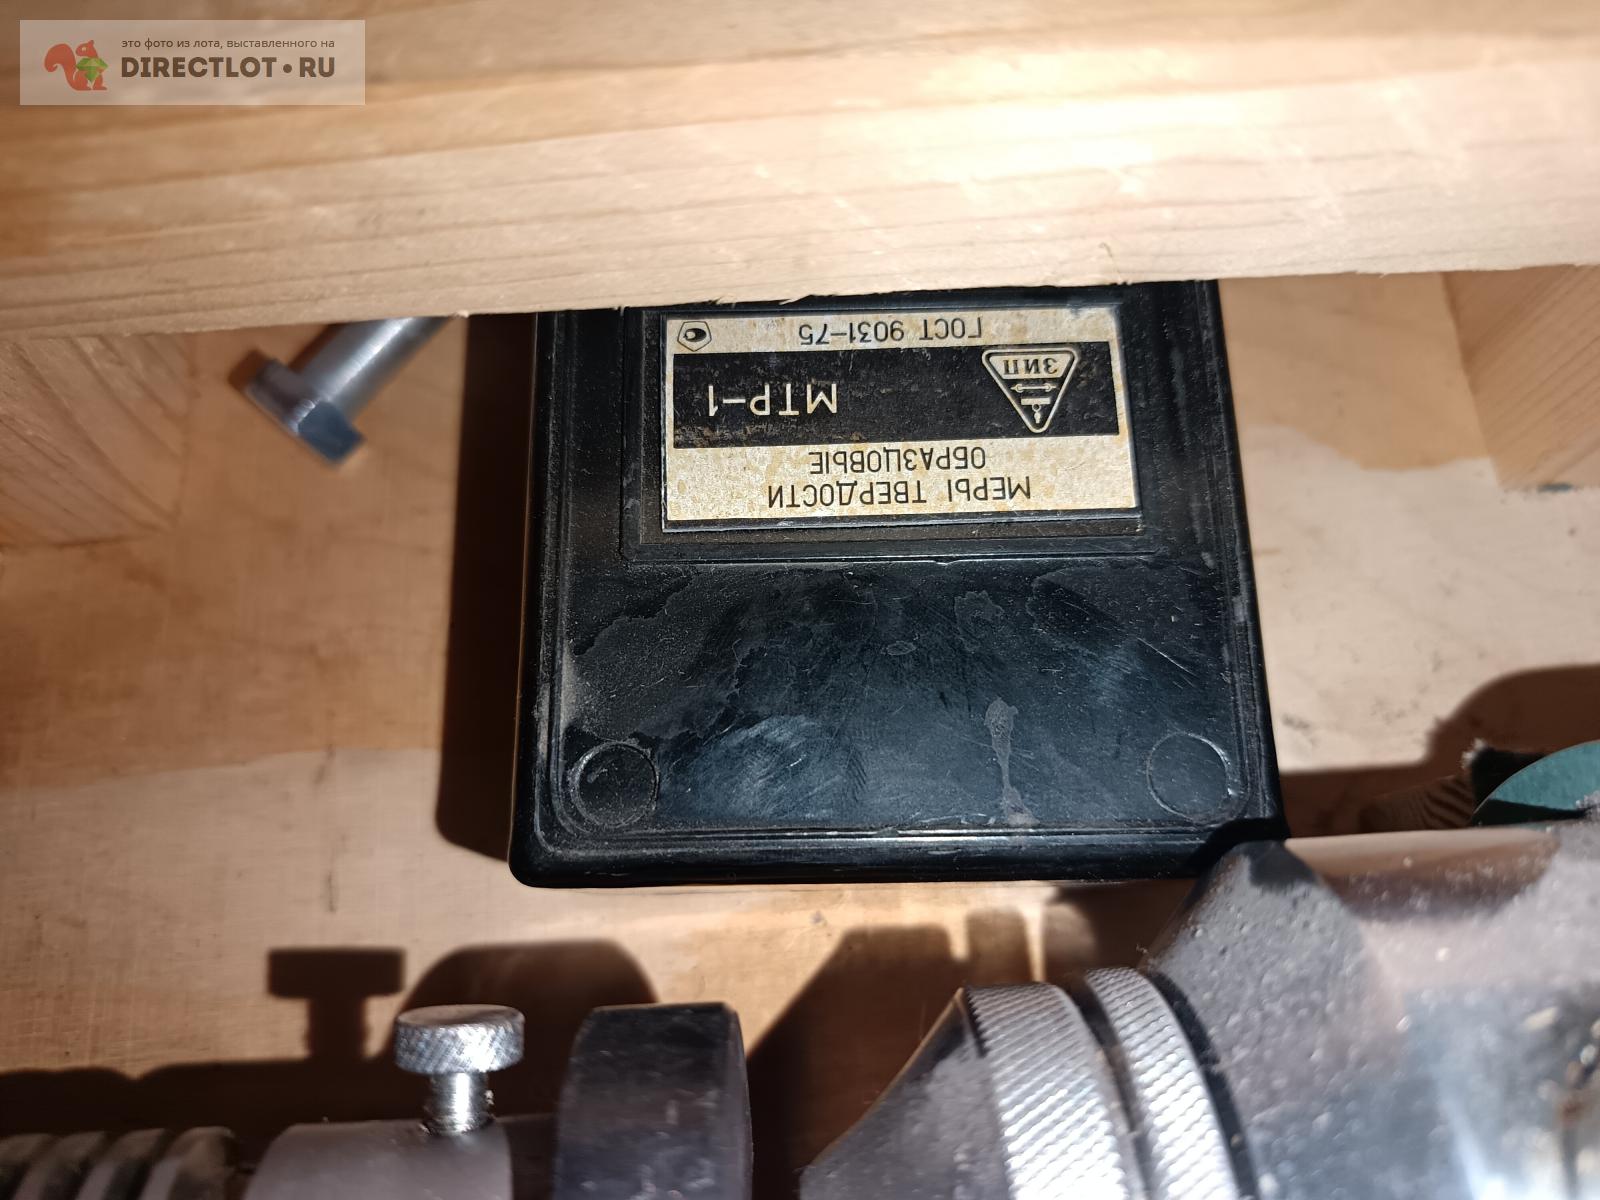 это фото из лота, выставленного на
DIRECTLOT.RU
МЕРЫ ТВЕРДОСТИ
ОБРАЗЦОВЫЕ
ЗИП
МТР-1
ГОСТ 9031-75